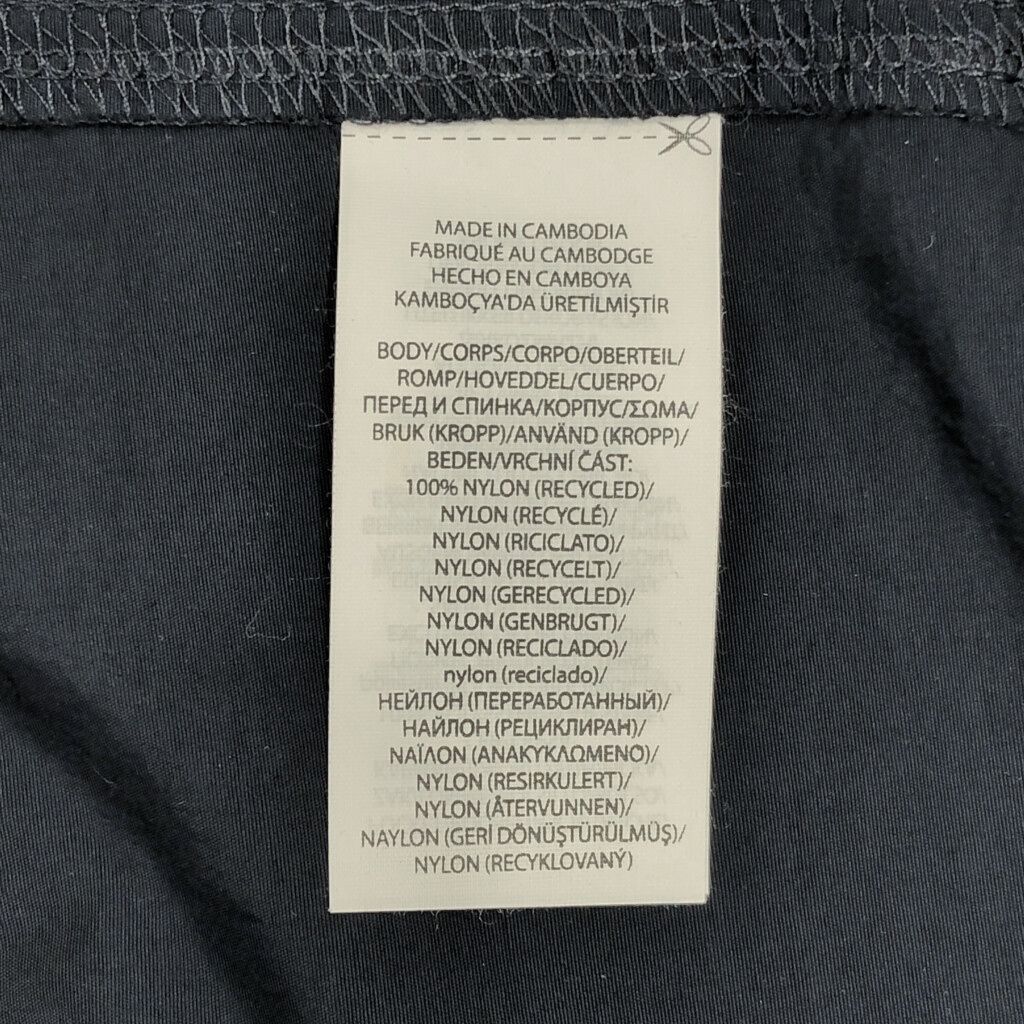 MADE IN CAMBODIA
FABRIQUÉ AU CAMBODGE
HECHO EN CAMBOYA
KAMBOÇYA'DA ÜRETİLMİŞTİR
BODY/CORPS/CORPO/OBERTEIL/
ROMP/HOVEDDEL/CUERPO/
ПЕРЕД И СПИНКА/КОРПУС/ΣΩΜΑ/
BRUK (KROPP)/ANVÄND (KROPP)/
BEDEN/VRCHNÍ ČÁST:
100% NYLON (RECYCLED)/
NYLON (RECYCLÉ)/
NYLON (RICICLATO)/
NYLON (RECYCELT)/
NYLON (GERECYCLED)/
NYLON (GENBRUGT)/
NYLON (RECICLADO)/
nylon (reciclado)/
НЕЙЛОН (ПЕРЕРАБОТАННЫЙ)/
НАЙЛОН (РЕЦИКЛИРАН)/
ΝΑΪΛΟΝ (ΑΝΑΚΥΚΛΩΜΕΝΟ)/
NYLON (RESIRKULERT)/
NYLON (ÅTERVUNNEN)/
NAYLON (GERİ DÖNÜŞTÜRÜLMÜŞ)/
NYLON (RECYKLOVANÝ)